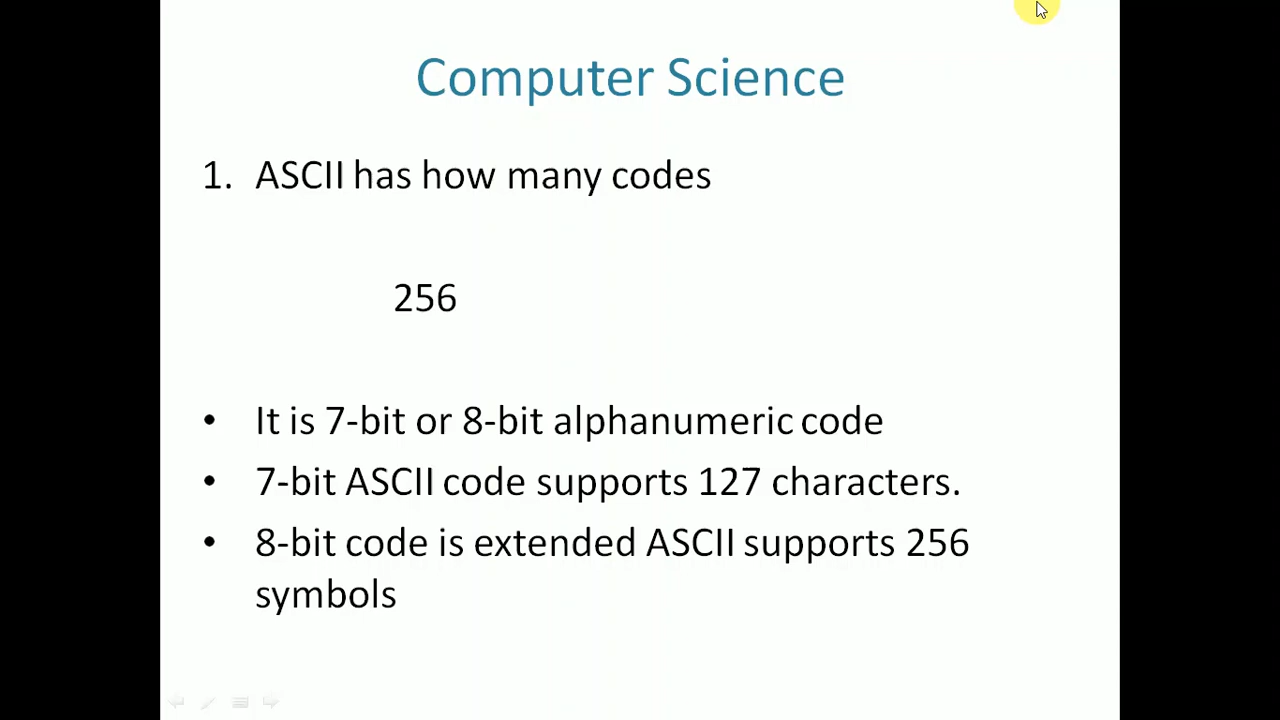 Computer Science
1. ASCII has how many codes
256
• It is 7-bit or 8-bit alphanumeric code
• 7-bit ASCII code supports 127 characters.
• 8-bit code is extended ASCII supports 256
symbols